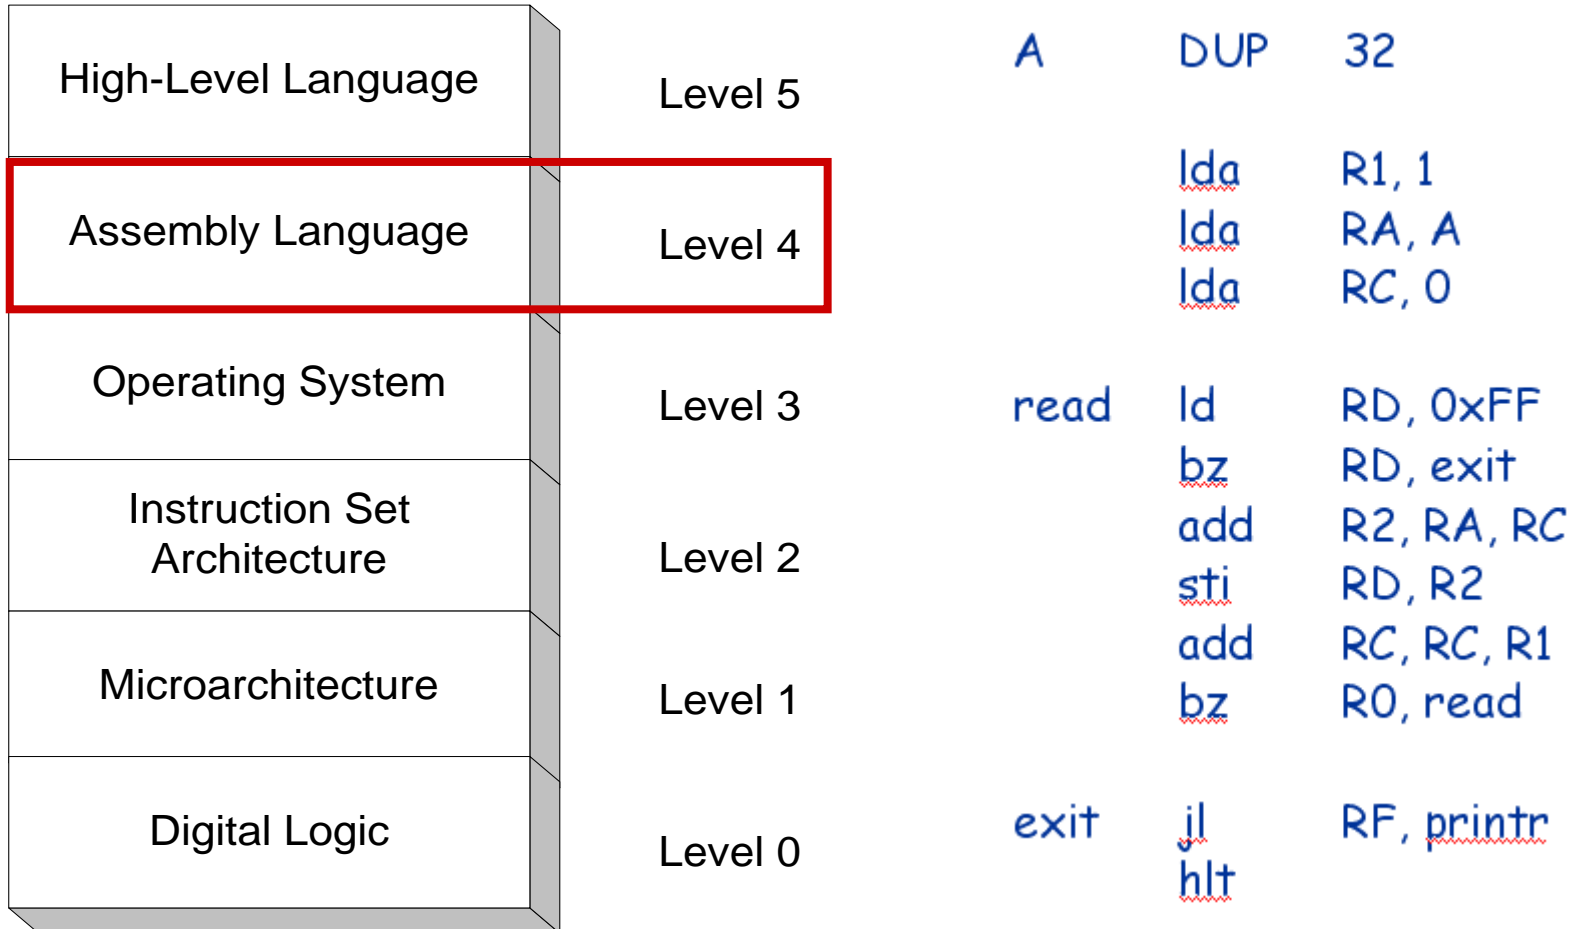 High-Level Language
Level 5
Assembly Language
Level 4
Operating System
Level 3
Instruction Set
Architecture
Level 2
Microarchitecture
Level 1
Digital Logic
Level 0
A DUP 32
lda R1, 1
lda RA, A
lda RC, 0
read ld RD, 0xFF
bz RD, exit
add R2, RA, RC
sti RD, R2
add RC, RC, R1
bz R0, read
exit jl RF, printr
hlt